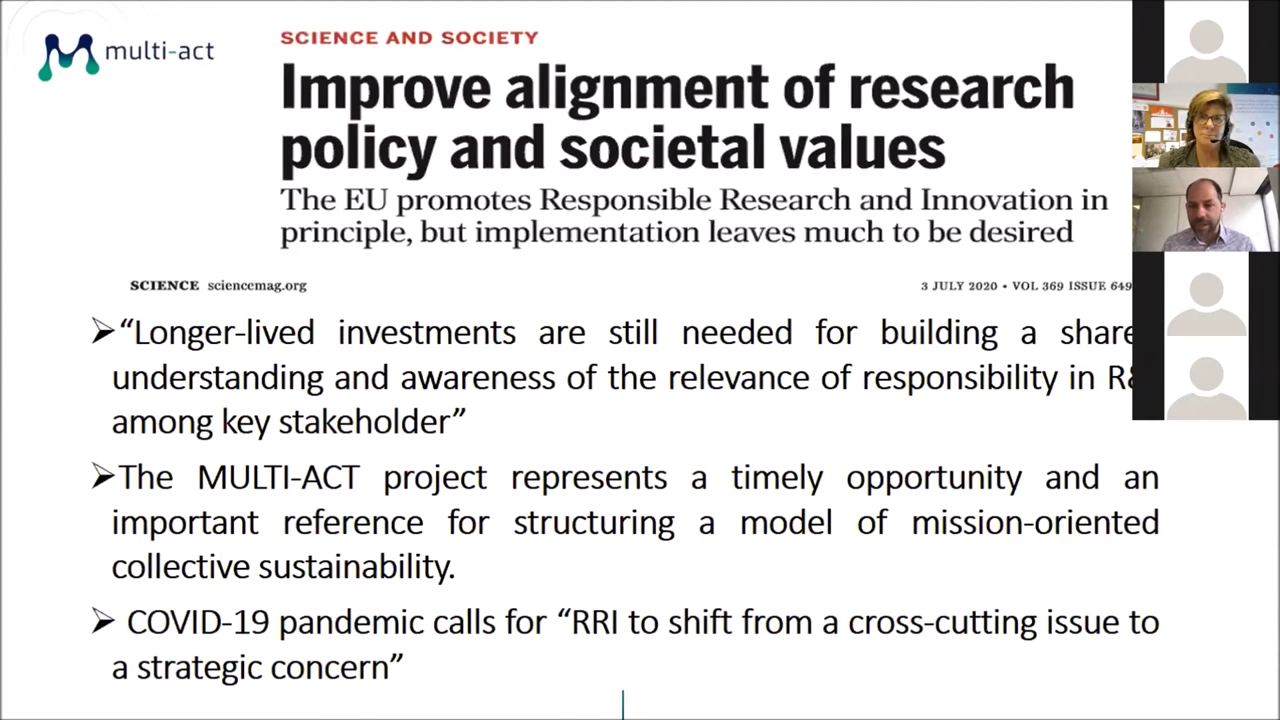 multi-act
SCIENCE AND SOCIETY
Improve alignment of research
policy and societal values
The EU promotes Responsible Research and Innovation in
principle, but implementation leaves much to be desired
SCIENCE sciencemag.org
3 JULY 2020 • VOL 369 ISSUE 649
“Longer-lived investments are still needed for building a share
understanding and awareness of the relevance of responsibility in R&
among key stakeholder”
The MULTI-ACT project represents a timely opportunity and an
important reference for structuring a model of mission-oriented
collective sustainability.
COVID-19 pandemic calls for “RRI to shift from a cross-cutting issue to
a strategic concern”